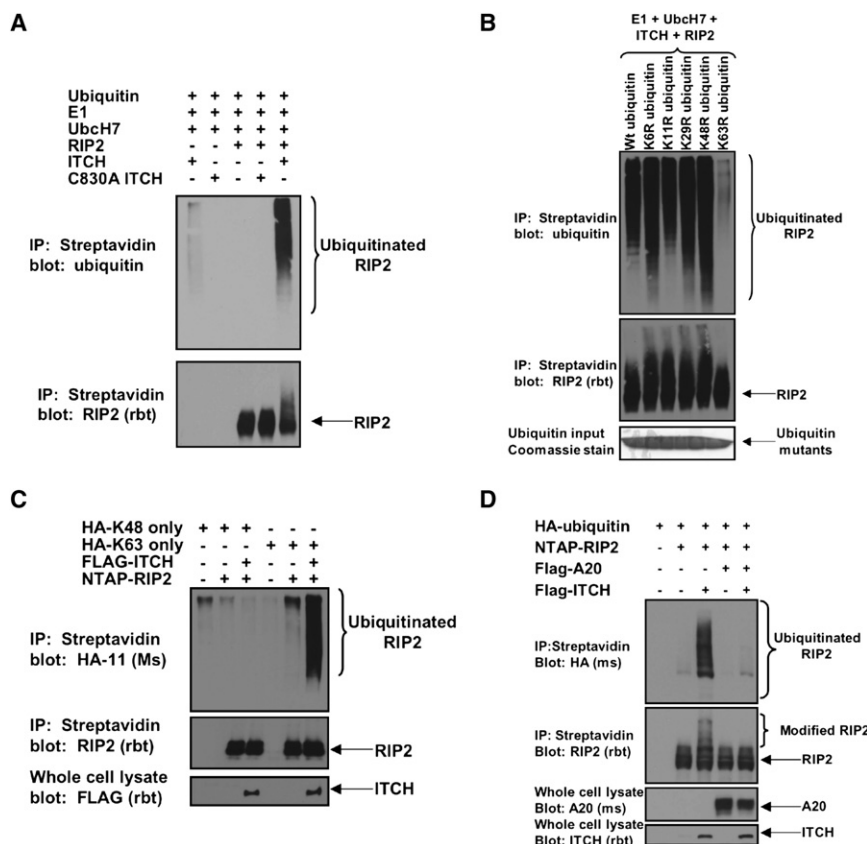 A
Ubiquitin + + + + +
E1 + + + + +
UbcH7 + + + + +
RIP2 - - + + +
ITCH + - - - +
C830A ITCH - + - + -
IP: Streptavidin
blot: ubiquitin
Ubiquitinated
RIP2
IP: Streptavidin
blot: RIP2 (rbt)
RIP2
B
E1 + UbcH7 +
ITCH + RIP2
Wt ubiquitin
K6R ubiquitin
K11R ubiquitin
K29R ubiquitin
K48R ubiquitin
K63R ubiquitin
IP: Streptavidin
blot: ubiquitin
Ubiquitinated
RIP2
IP: Streptavidin
blot: RIP2 (rbt)
RIP2
Ubiquitin input
Coomassie stain
Ubiquitin
mutants
C
HA-K48 only + + + - - -
HA-K63 only - - - + + +
FLAG-ITCH - - + - - +
NTAP-RIP2 - + + - + +
IP: Streptavidin
blot: HA-11 (Ms)
Ubiquitinated
RIP2
IP: Streptavidin
blot: RIP2 (rbt)
RIP2
Whole cell lysate
blot: FLAG (rbt)
ITCH
D
HA-ubiquitin + + + + +
NTAP-RIP2 - + + + +
Flag-A20 - - - + +
Flag-ITCH - - + - +
IP:Streptavidin
Blot: HA (ms)
Ubiquitinated
RIP2
IP: Streptavidin
Blot: RIP2 (rbt)
Modified RIP2
RIP2
Whole cell lysate
Blot: A20 (ms)
A20
Whole cell lysate
Blot: ITCH (rbt)
ITCH